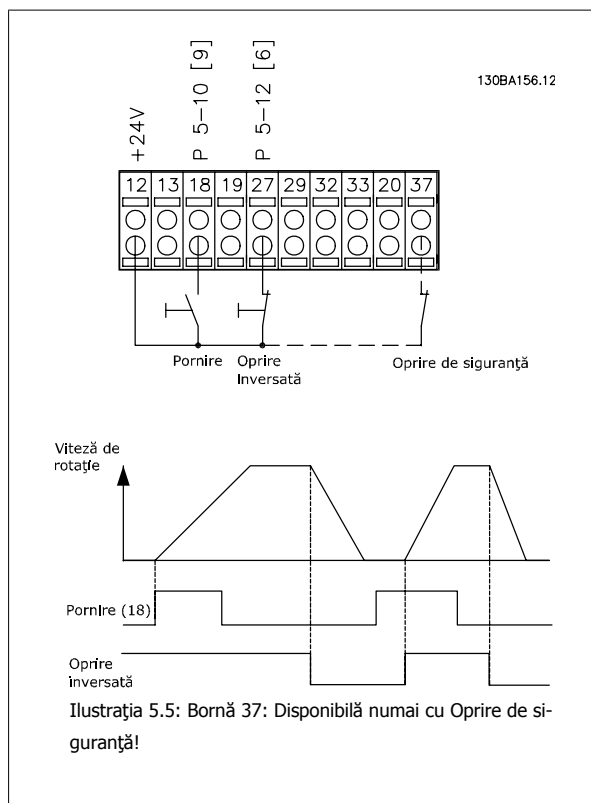 130BA156.12
+24V
P 5-10 [9]
P 5-12 [6]
12 13 18 19 27 29 32 33 20 37
Pornire
Oprire
Inversată
Oprire de siguranţă
Viteză de
rotaţie
Pornire (18)
Oprire
inversată
Ilustraţia 5.5: Bornă 37: Disponibilă numai cu Oprire de si-
guranţă!